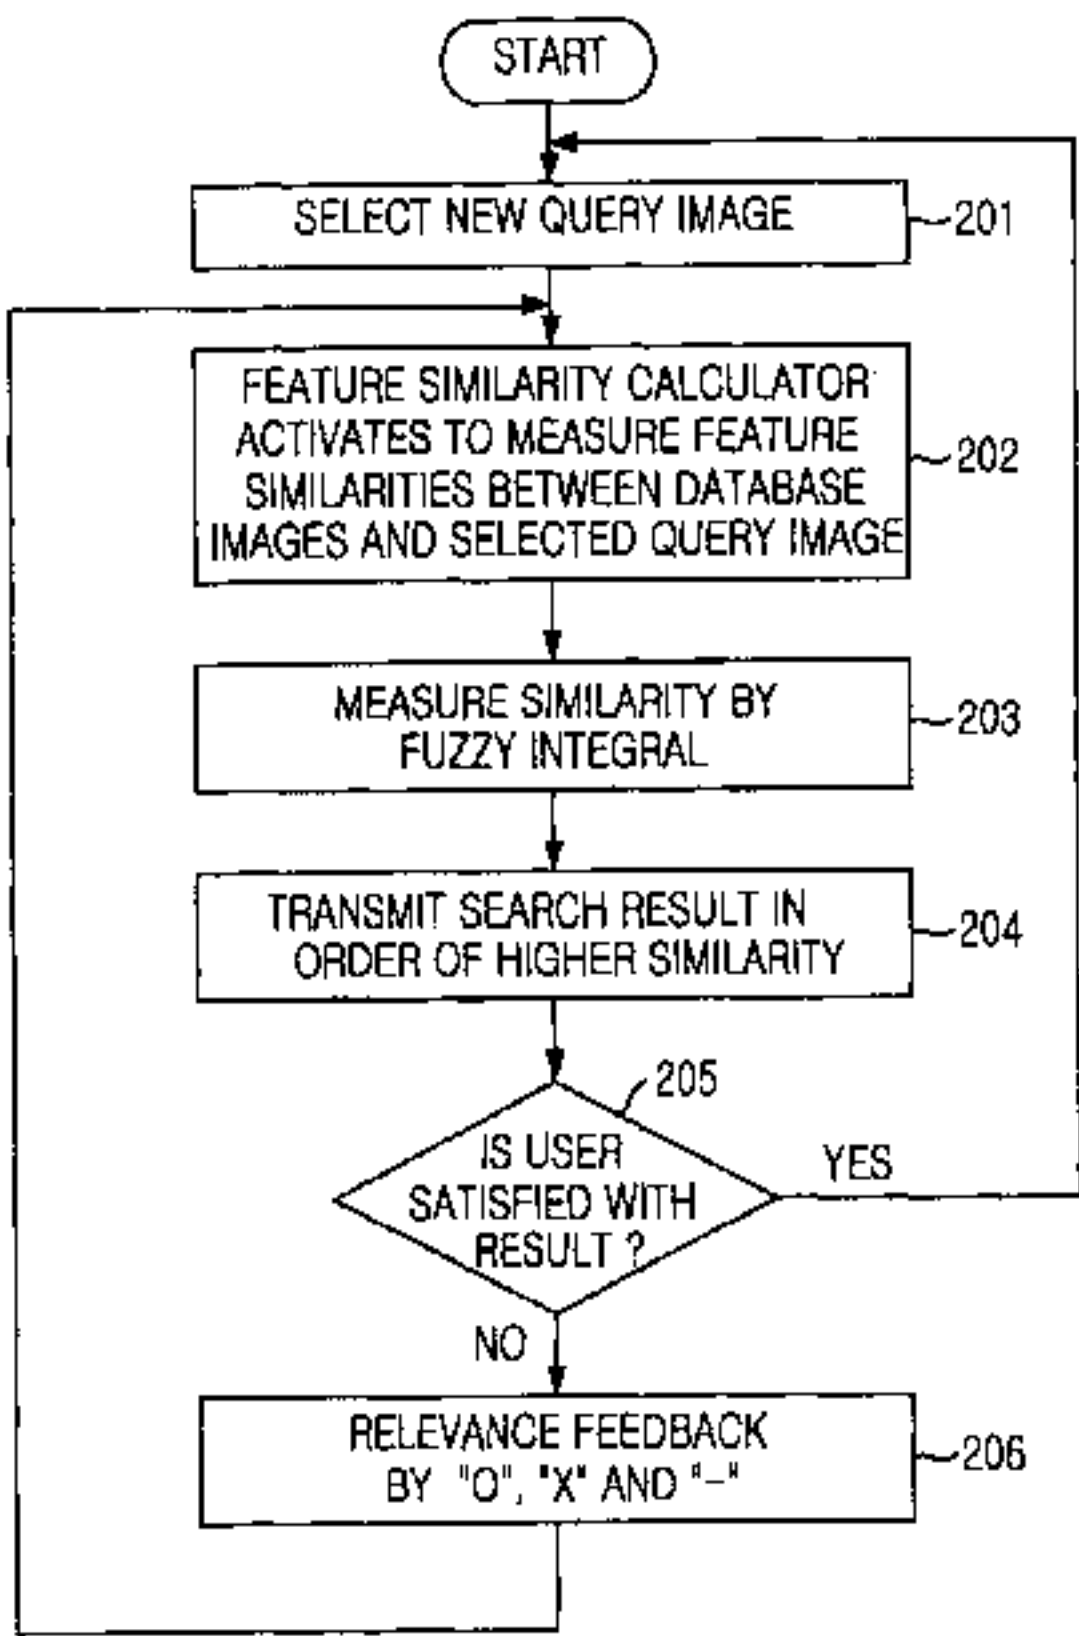 START
SELECT NEW QUERY IMAGE
201
FEATURE SIMILARITY CALCULATOR
ACTIVATES TO MEASURE FEATURE
SIMILARITIES BETWEEN DATABASE
IMAGES AND SELECTED QUERY IMAGE
202
MEASURE SIMILARITY BY
FUZZY INTEGRAL
203
TRANSMIT SEARCH RESULT IN
ORDER OF HIGHER SIMILARITY
204
205
IS USER
SATISFIED WITH
RESULT ?
YES
NO
RELEVANCE FEEDBACK
BY "O", "X" AND "-"
206